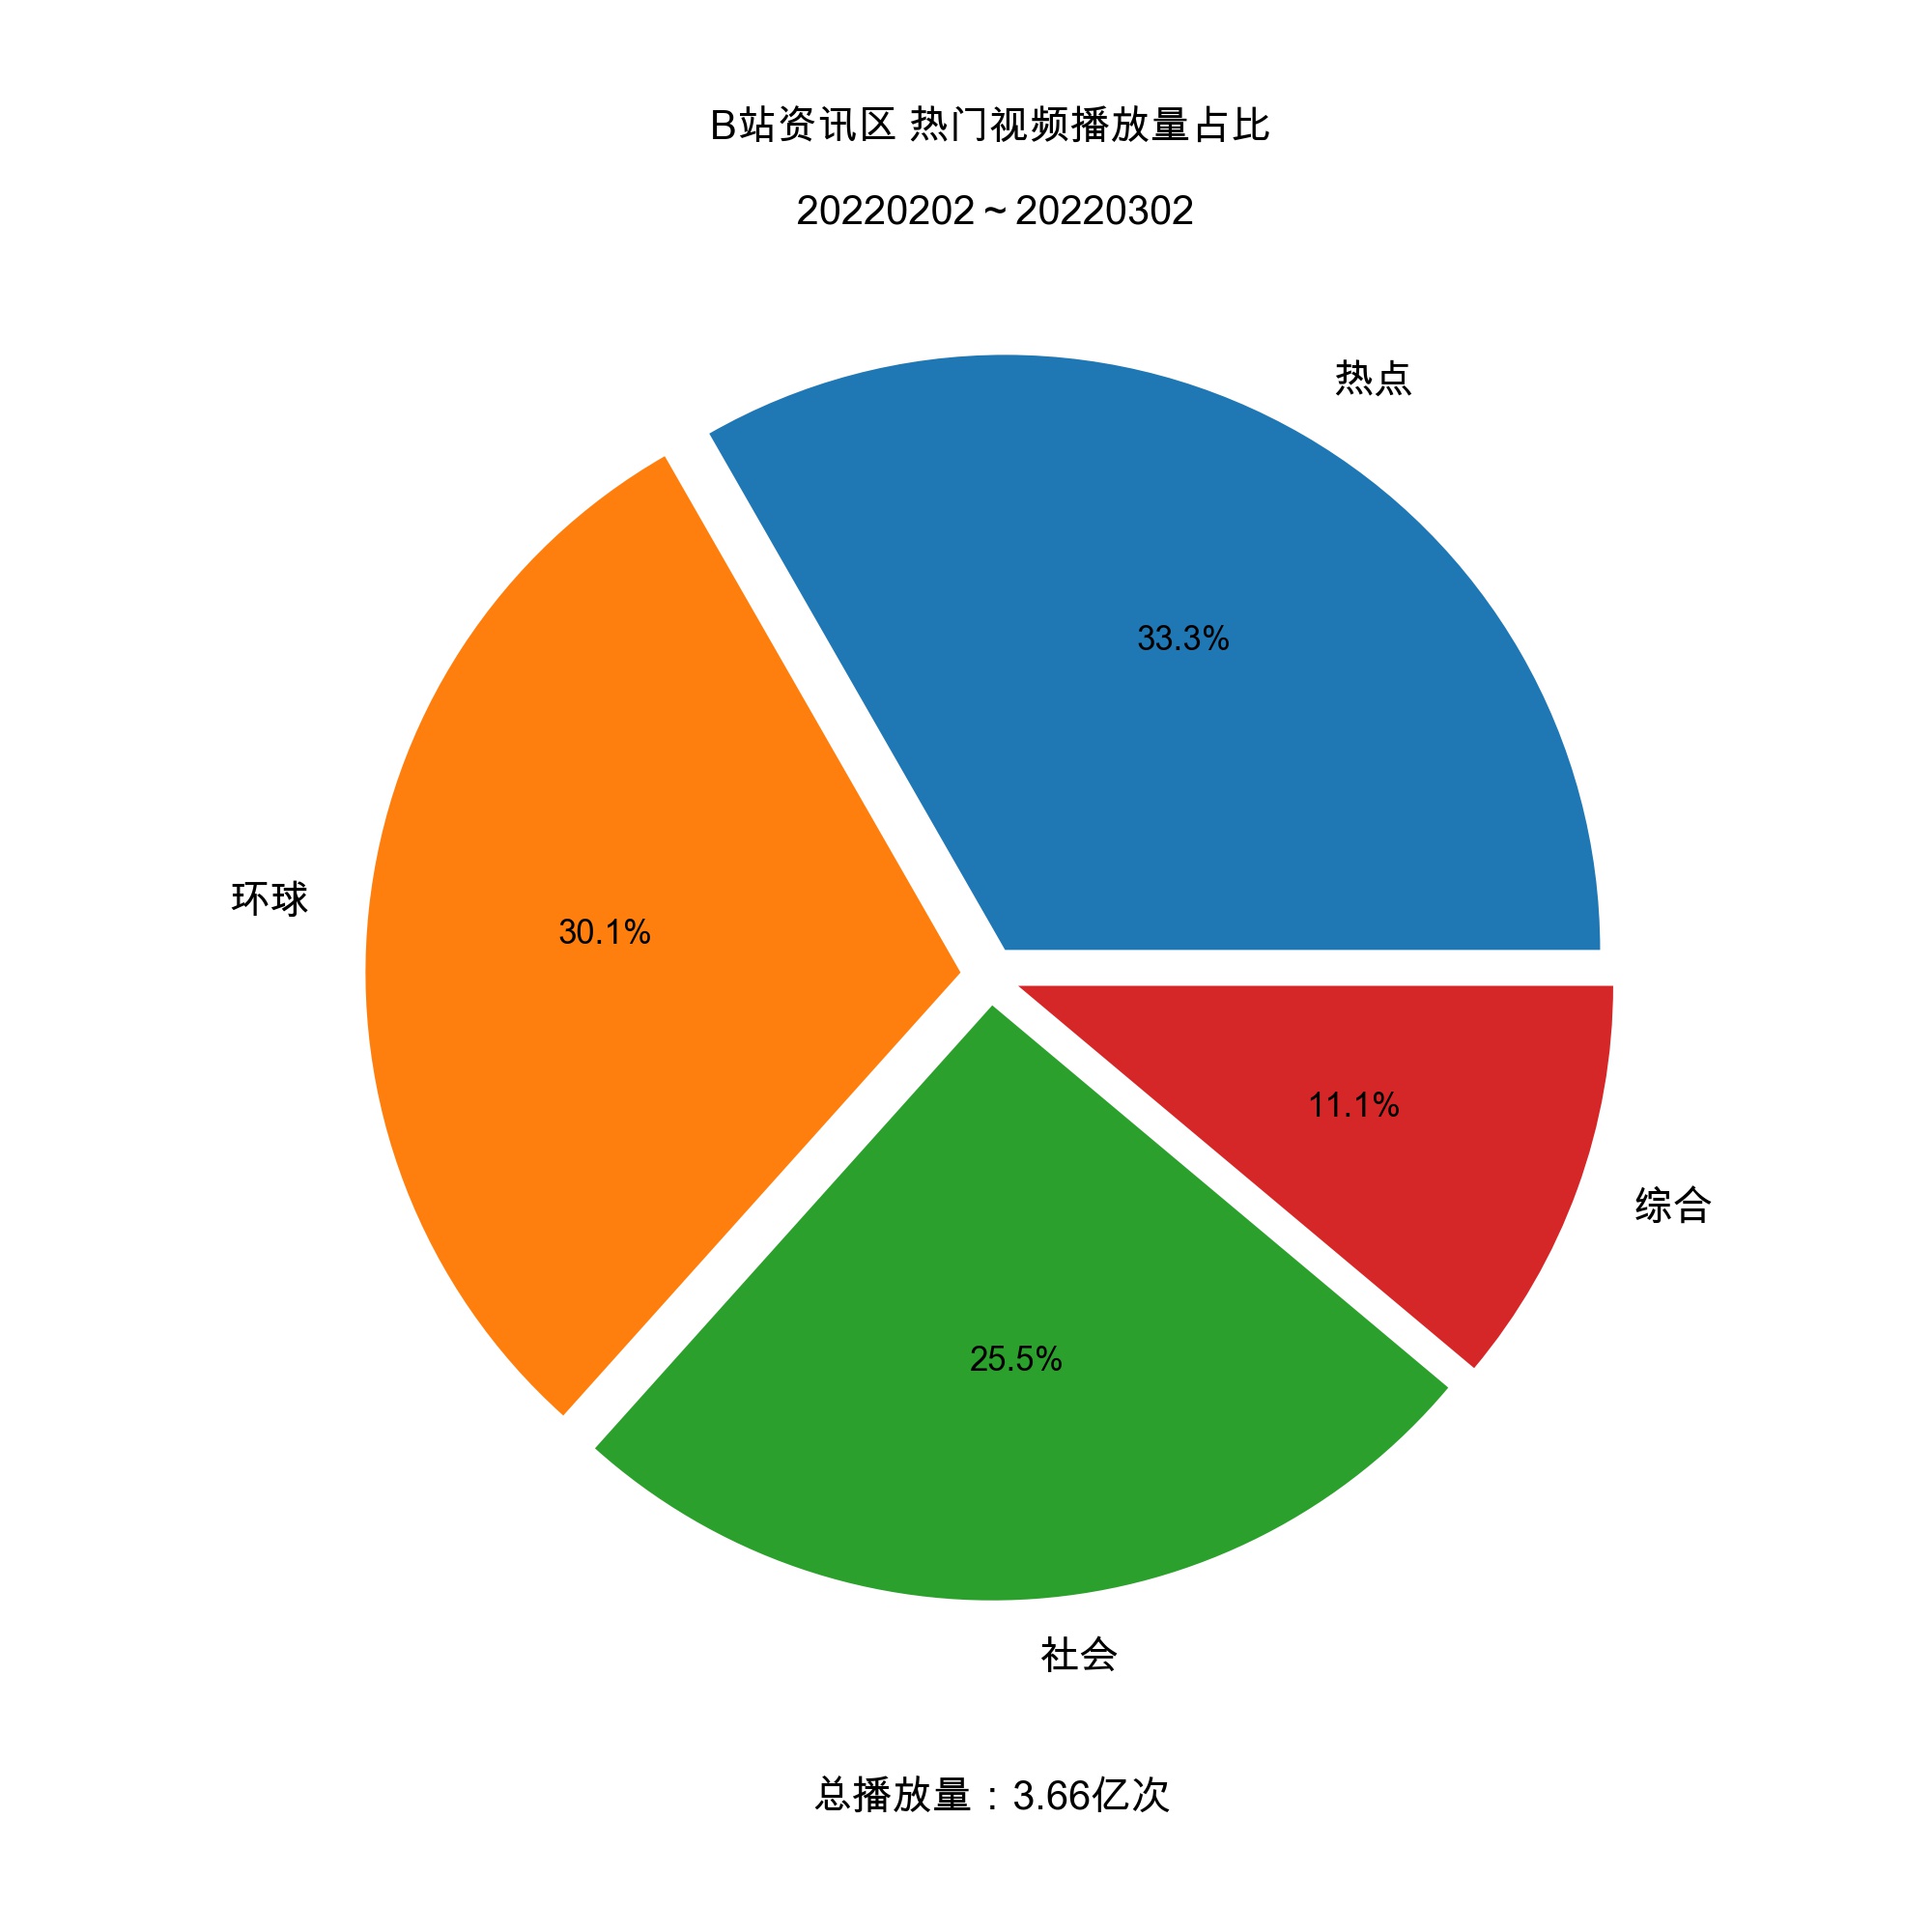 B站资讯区 热门视频播放量占比
20220202 ~ 20220302
热点
33.3%
环球
30.1%
11.1%
综合
25.5%
社会
总播放量：3.66亿次